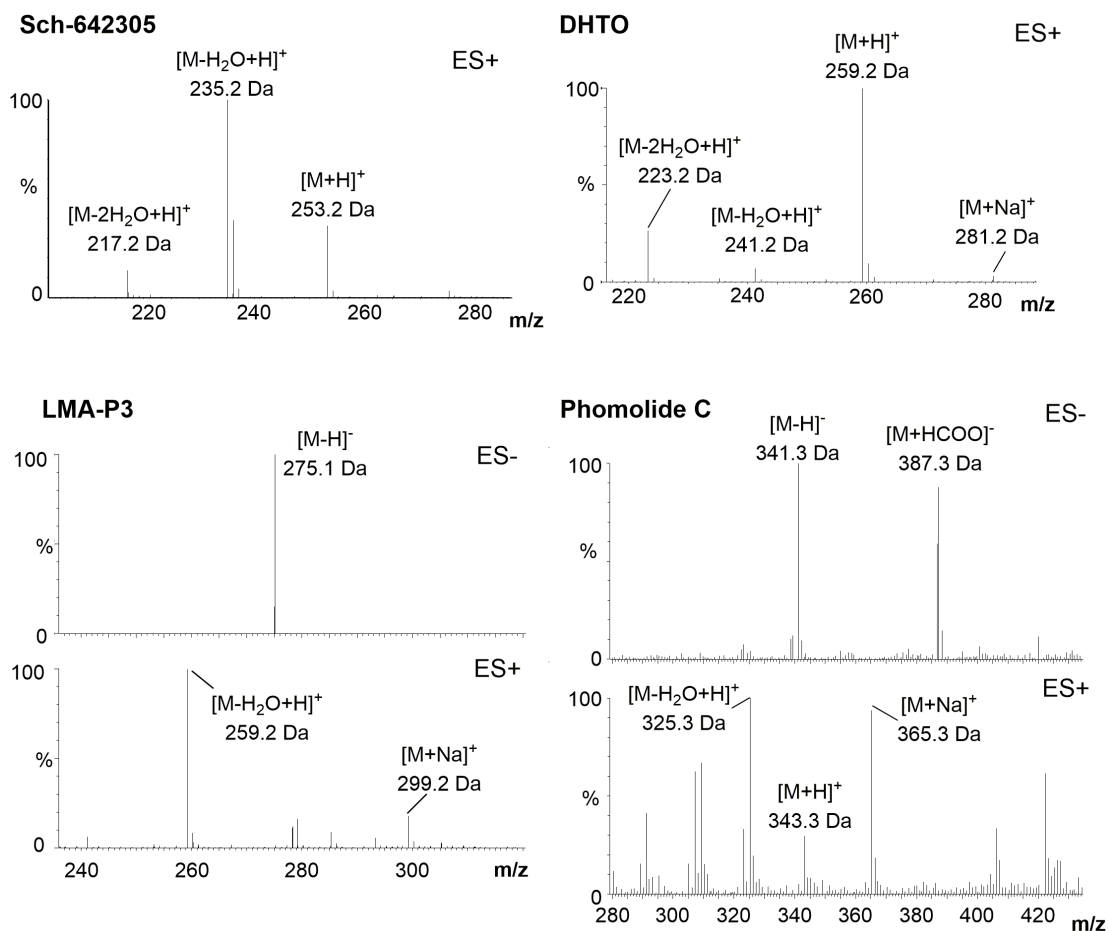 Sch-642305
ES+
[M-H₂O+H]⁺
235.2 Da
[M+H]⁺
253.2 Da
[M-2H₂O+H]⁺
217.2 Da
100
%
0
220 240 260 280
m/z
DHTO
ES+
[M+H]⁺
259.2 Da
[M-2H₂O+H]⁺
223.2 Da
[M-H₂O+H]⁺
241.2 Da
[M+Na]⁺
281.2 Da
100
%
0
220 240 260 280
m/z
LMA-P3
ES-
[M-H]⁻
275.1 Da
100
%
0
ES+
[M-H₂O+H]⁺
259.2 Da
[M+Na]⁺
299.2 Da
100
%
0
240 260 280 300
m/z
Phomolide C
ES-
[M-H]⁻
341.3 Da
[M+HCOO]⁻
387.3 Da
100
%
0
ES+
[M-H₂O+H]⁺
325.3 Da
[M+Na]⁺
365.3 Da
[M+H]⁺
343.3 Da
100
%
0
280 300 320 340 360 380 400 420
m/z